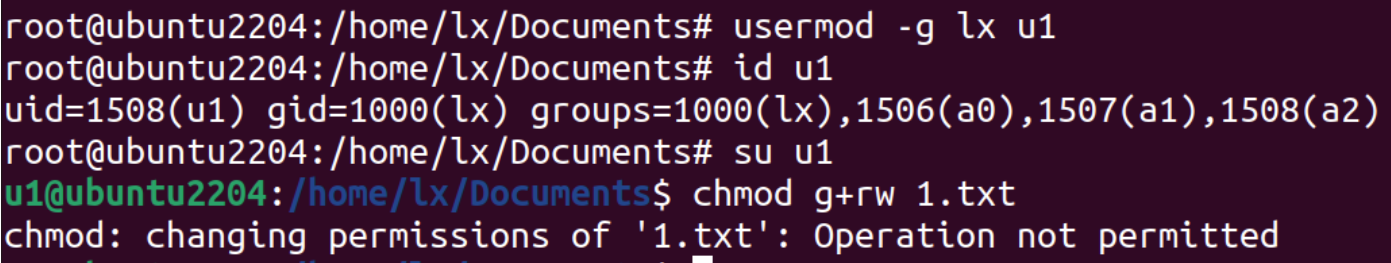 root@ubuntu2204:/home/lx/Documents# usermod -g lx u1
root@ubuntu2204:/home/lx/Documents# id u1
uid=1508(u1) gid=1000(lx) groups=1000(lx),1506(a0),1507(a1),1508(a2)
root@ubuntu2204:/home/lx/Documents# su u1
u1@ubuntu2204:/home/lx/Documents$ chmod g+rw 1.txt
chmod: changing permissions of '1.txt': Operation not permitted